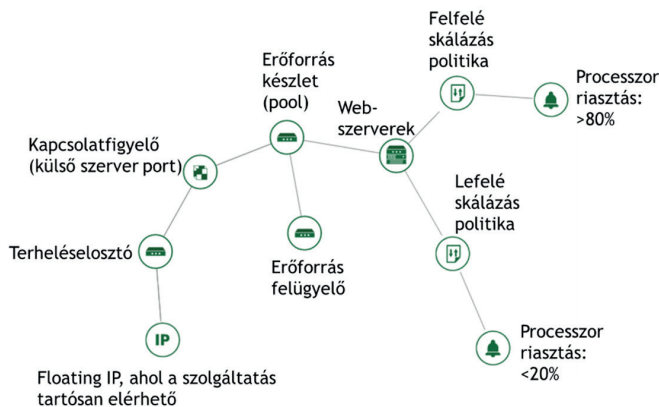 Felfelé
skálázás
politika
Processzor
riasztás:
>80%
Erőforrás
készlet
(pool)
Web-
szerverek
Kapcsolatfigyelő
(külső szerver port)
Lefelé
skálázás
politika
Terheléselosztó
Erőforrás
felügyelő
IP
Processzor
riasztás:
<20%
Floating IP, ahol a szolgáltatás
tartósan elérhető